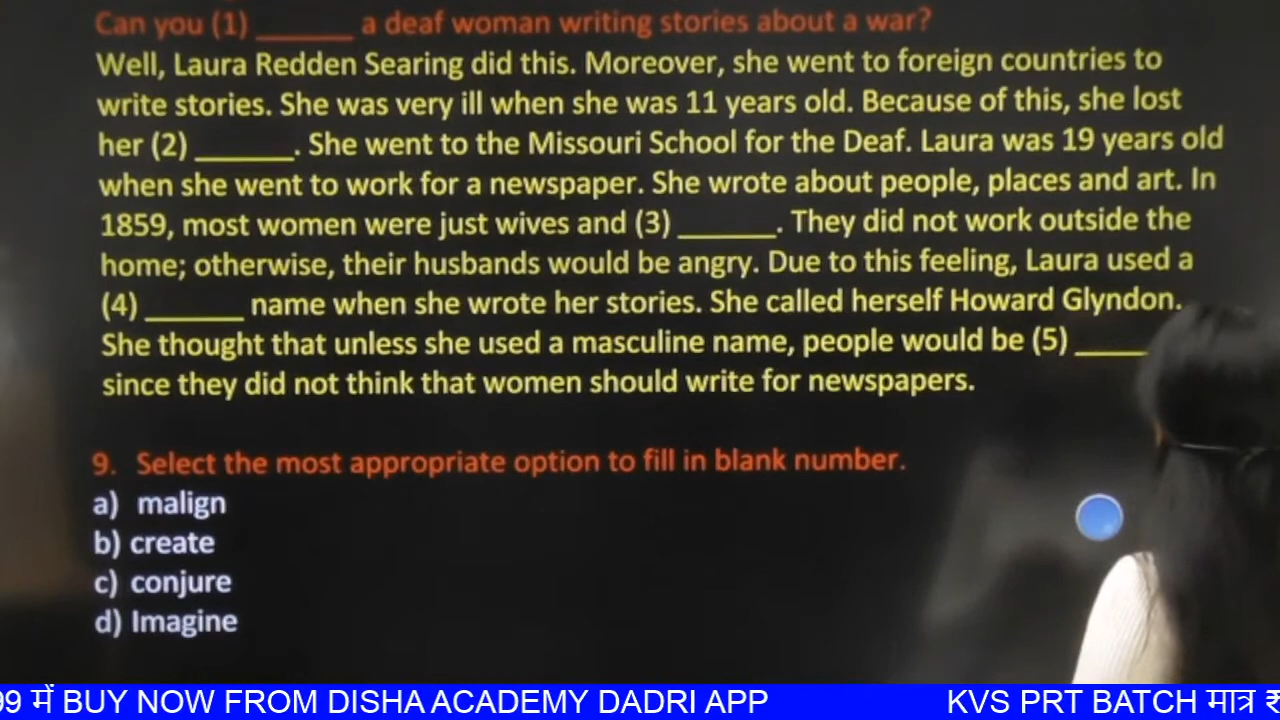 Can you (1) ______ a deaf woman writing stories about a war?
Well, Laura Redden Searing did this. Moreover, she went to foreign countries to
write stories. She was very ill when she was 11 years old. Because of this, she lost
her (2) ______. She went to the Missouri School for the Deaf. Laura was 19 years old
when she went to work for a newspaper. She wrote about people, places and art. In
1859, most women were just wives and (3) ______. They did not work outside the
home; otherwise, their husbands would be angry. Due to this feeling, Laura used a
(4) ______ name when she wrote her stories. She called herself Howard Glyndon.
She thought that unless she used a masculine name, people would be (5) ____
since they did not think that women should write for newspapers.
9. Select the most appropriate option to fill in blank number.
a) malign
b) create
c) conjure
d) Imagine
99 में BUY NOW FROM DISHA ACADEMY DADRI APP KVS PRT BATCH मात्र ₹